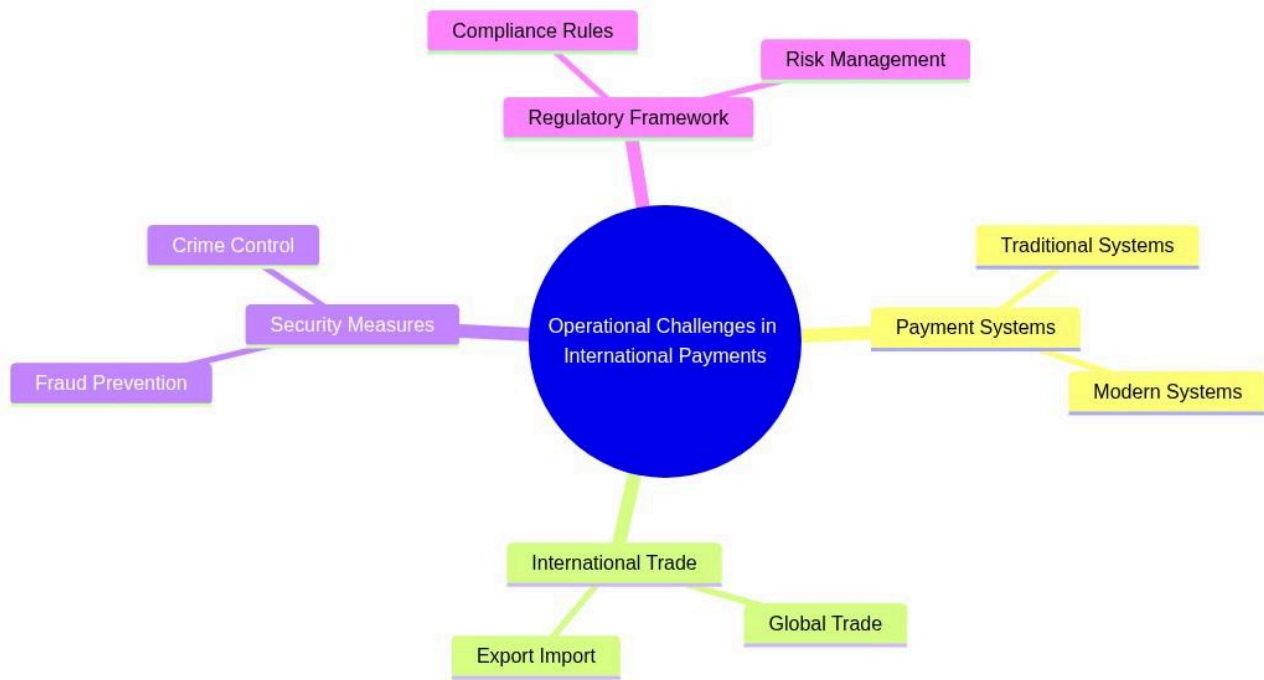 Compliance Rules
Risk Management
Regulatory Framework
Crime Control
Security Measures
Fraud Prevention
Operational Challenges in
International Payments
Traditional Systems
Payment Systems
Modern Systems
International Trade
Global Trade
Export Import